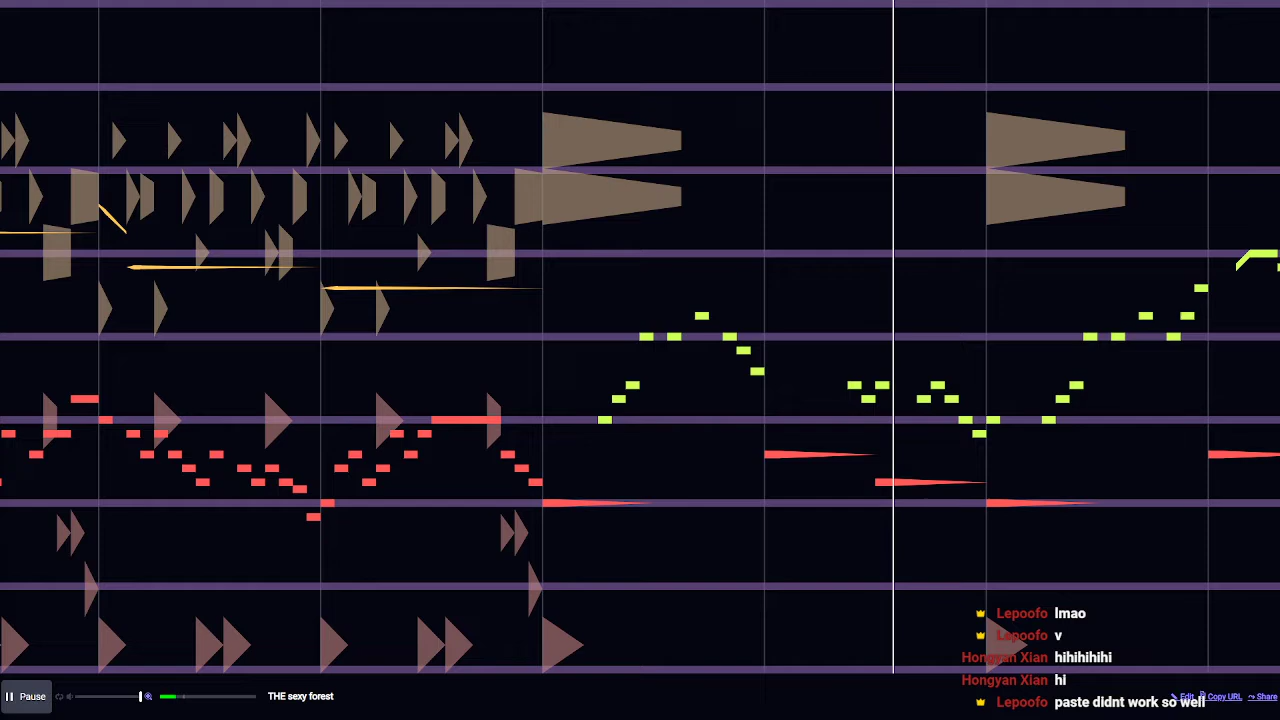 Lepoofo lmao
Lepoofo v
Hongyan Xian hihihihihi
Hongyan Xian hi
Lepoofo paste didnt work so well
Pause
THE sexy forest
Edit
Copy URL
Share